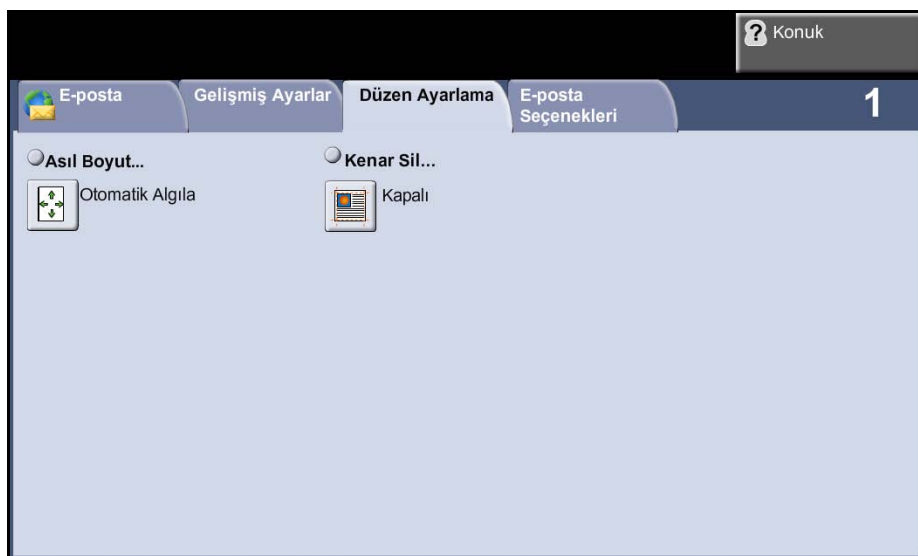 ? Konuk
E-posta
Gelişmiş Ayarlar
Düzen Ayarlama
E-posta
Seçenekleri
1
Asıl Boyut...
Otomatik Algıla
Kenar Sil...
Kapalı